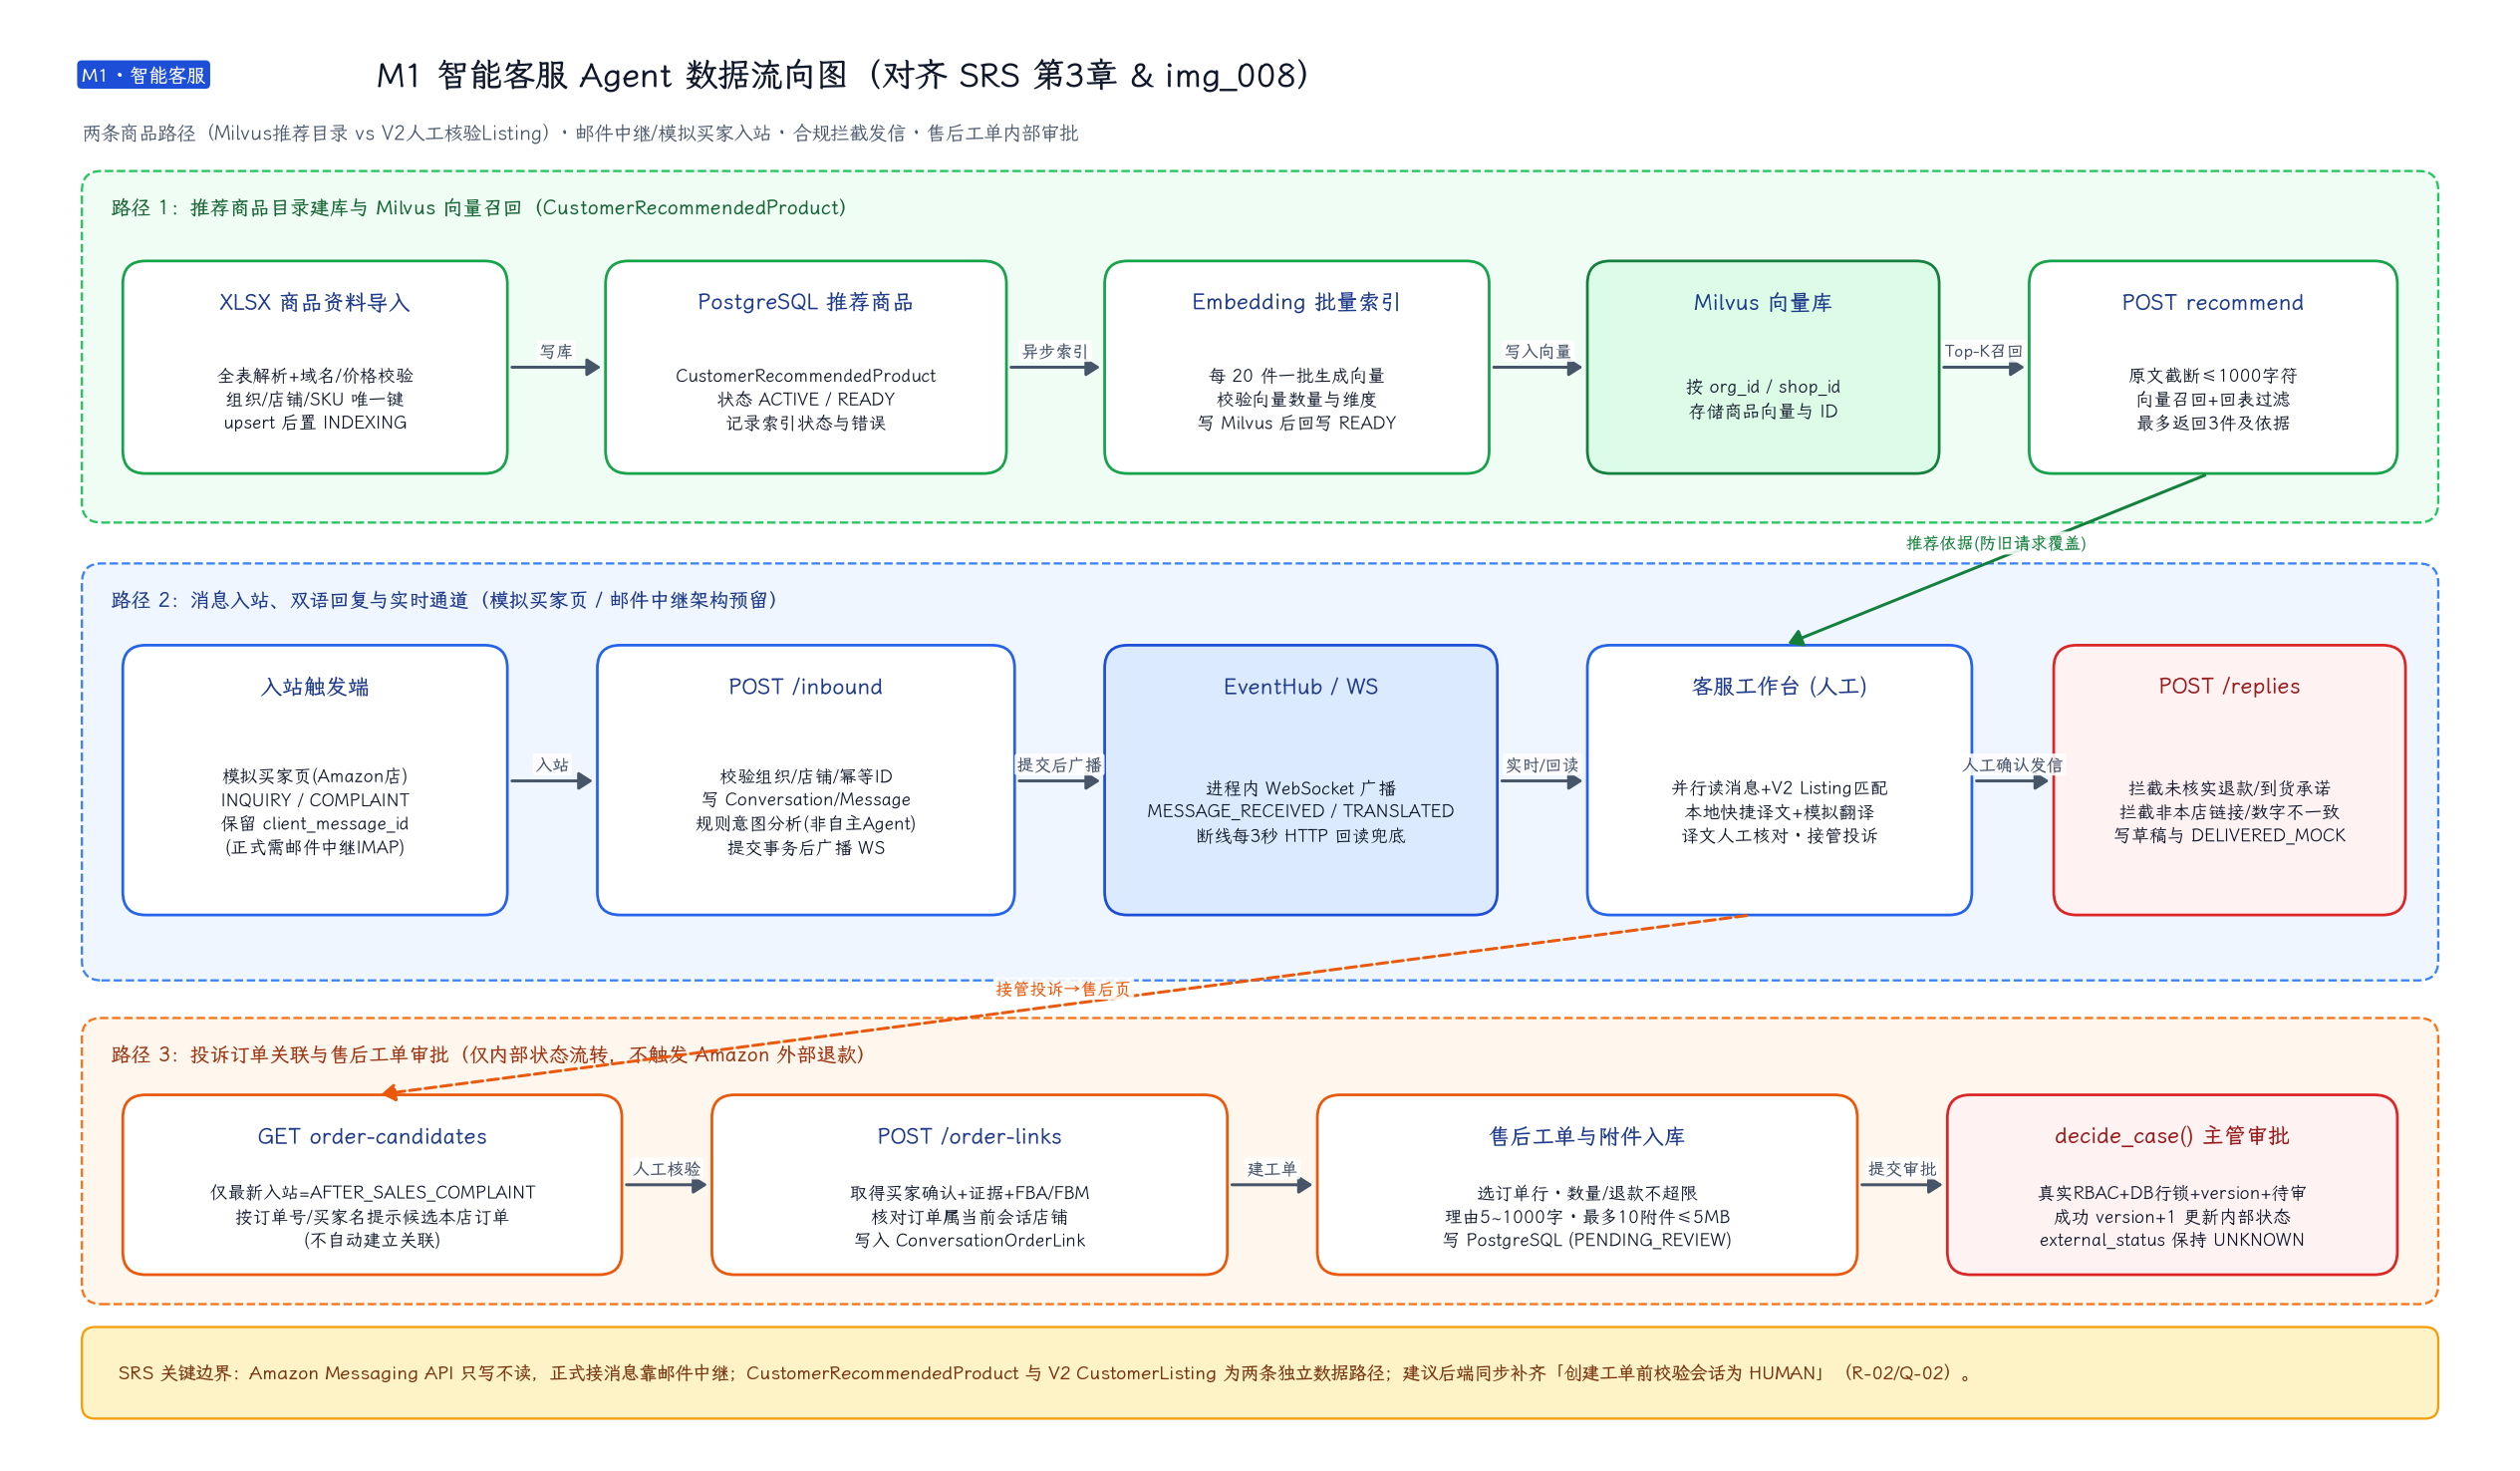 M1・智能客服
M1 智能客服 Agent 数据流向图（对齐 SRS 第3章 & img_008）
两条商品路径（Milvus推荐目录 vs V2人工核验Listing）・邮件中继/模拟买家入站・合规拦截发信・售后工单内部审批
路径 1：推荐商品目录建库与 Milvus 向量召回（CustomerRecommendedProduct）
XLSX 商品资料导入
全表解析+域名/价格校验
组织/店铺/SKU 唯一键
upsert 后置 INDEXING
写库
PostgreSQL 推荐商品
CustomerRecommendedProduct
状态 ACTIVE / READY
记录索引状态与错误
异步索引
Embedding 批量索引
每 20 件一批生成向量
校验向量数量与维度
写 Milvus 后回写 READY
写入向量
Milvus 向量库
按 org_id / shop_id
存储商品向量与 ID
Top-K召回
POST recommend
原文截断≤1000字符
向量召回+回表过滤
最多返回3件及依据
推荐依据(防旧请求覆盖)
路径 2：消息入站、双语回复与实时通道（模拟买家页 / 邮件中继架构预留）
入站触发端
模拟买家页(Amazon店)
INQUIRY / COMPLAINT
保留 client_message_id
(正式需邮件中继IMAP)
入站
POST /inbound
校验组织/店铺/幂等ID
写 Conversation/Message
规则意图分析(非自主Agent)
提交事务后广播 WS
提交后广播
EventHub / WS
进程内 WebSocket 广播
MESSAGE_RECEIVED / TRANSLATED
断线每3秒 HTTP 回读兜底
实时/回读
客服工作台 (人工)
并行读消息+V2 Listing匹配
本地快捷译文+模拟翻译
译文人工核对・接管投诉
人工确认发信
POST /replies
拦截未核实退款/到货承诺
拦截非本店链接/数字不一致
写草稿与 DELIVERED_MOCK
接管投诉→售后页
路径 3：投诉订单关联与售后工单审批（仅内部状态流转，不触发 Amazon 外部退款）
GET order-candidates
仅最新入站=AFTER_SALES_COMPLAINT
按订单号/买家名提示候选本店订单
(不自动建立关联)
人工核验
POST /order-links
取得买家确认+证据+FBA/FBM
核对订单属当前会话店铺
写入 ConversationOrderLink
建工单
售后工单与附件入库
选订单行・数量/退款不超限
理由5~1000字・最多10附件≤5MB
写 PostgreSQL (PENDING_REVIEW)
提交审批
decide_case() 主管审批
真实RBAC+DB行锁+version+待审
成功 version+1 更新内部状态
external_status 保持 UNKNOWN
SRS 关键边界：Amazon Messaging API 只写不读，正式接消息靠邮件中继；CustomerRecommendedProduct 与 V2 CustomerListing 为两条独立数据路径；建议后端同步补齐「创建工单前校验会话为 HUMAN」（R-02/Q-02）。